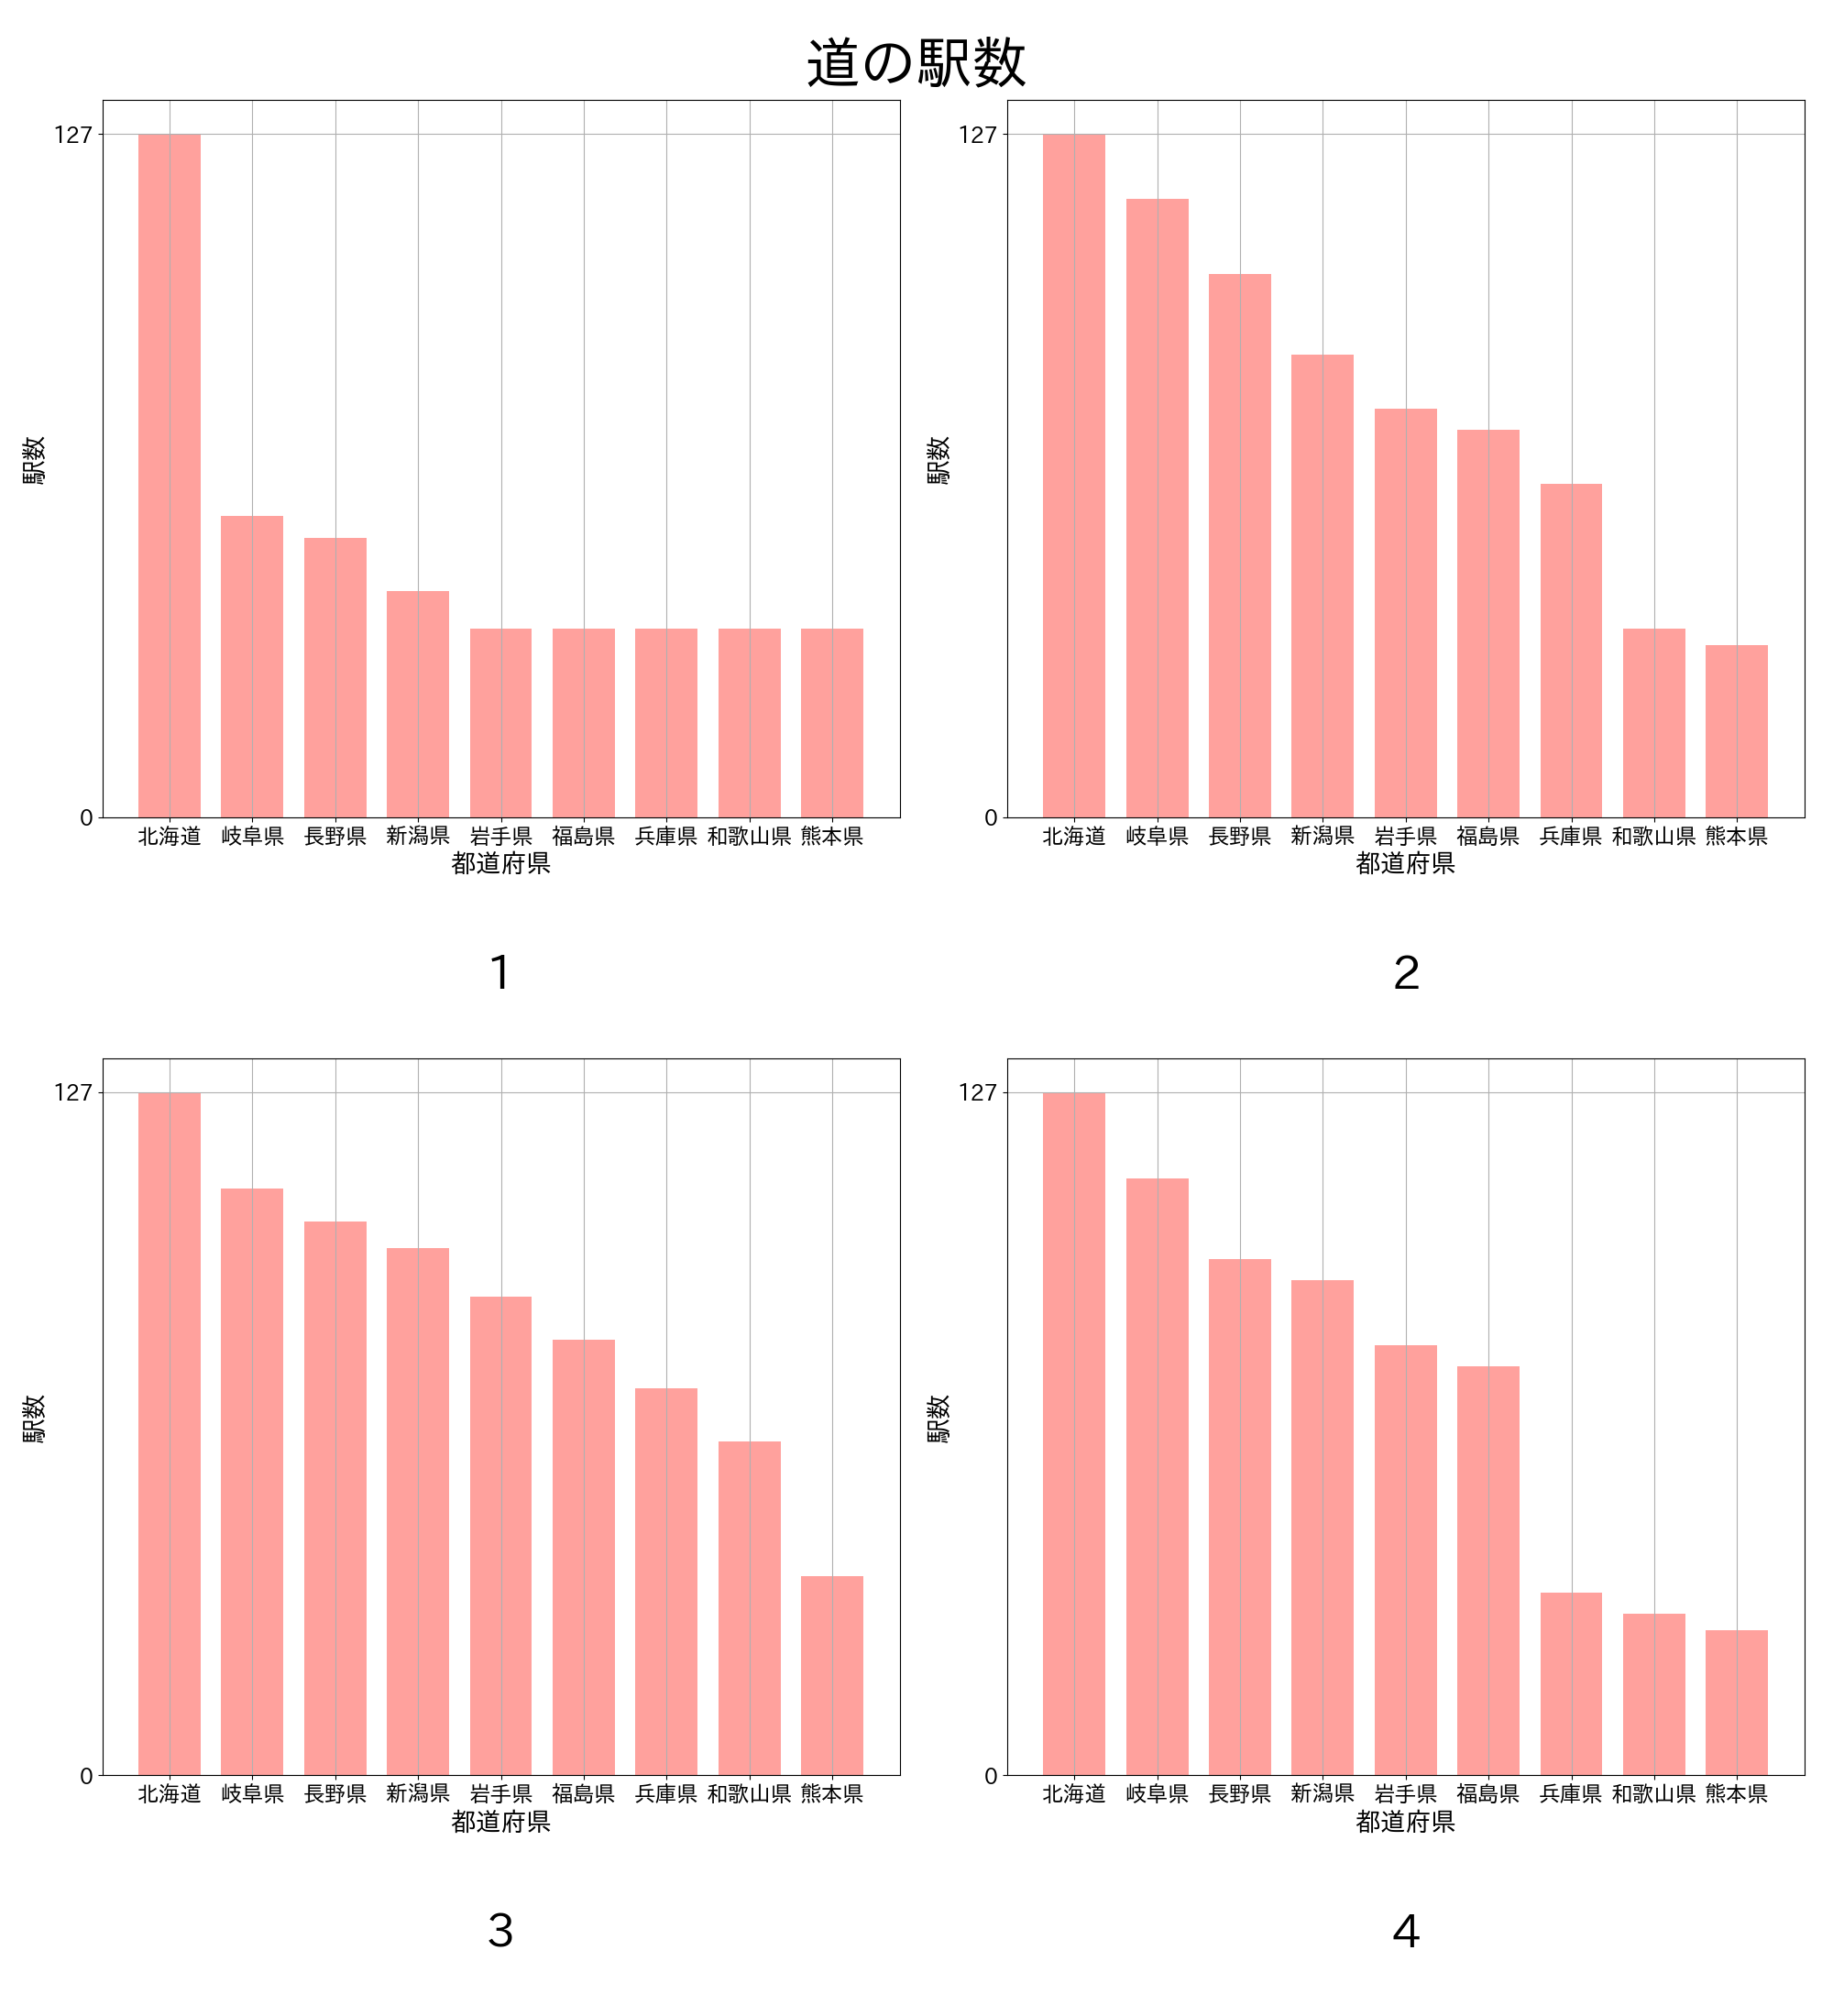 道の駅数
127
0
駅数
北海道 岐阜県 長野県 新潟県 岩手県 福島県 兵庫県 和歌山県 熊本県
都道府県
1
127
0
駅数
北海道 岐阜県 長野県 新潟県 岩手県 福島県 兵庫県 和歌山県 熊本県
都道府県
2
127
0
駅数
北海道 岐阜県 長野県 新潟県 岩手県 福島県 兵庫県 和歌山県 熊本県
都道府県
3
127
0
駅数
北海道 岐阜県 長野県 新潟県 岩手県 福島県 兵庫県 和歌山県 熊本県
都道府県
4